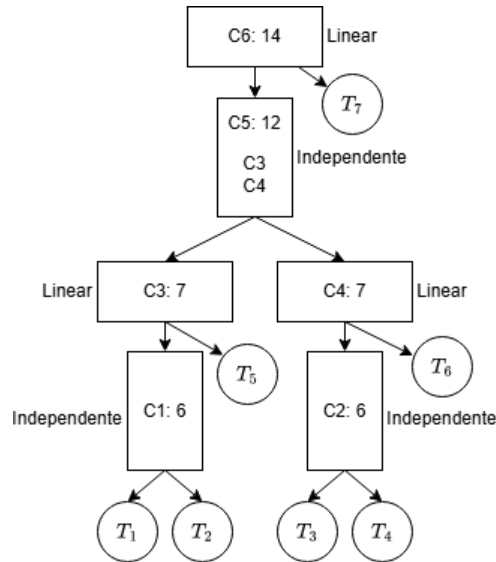 C6: 14 Linear
T7
C5: 12
Independente
C3
C4
Linear C3: 7
C4: 7 Linear
T5
T6
Independente C1: 6
C2: 6 Independente
T1
T2
T3
T4